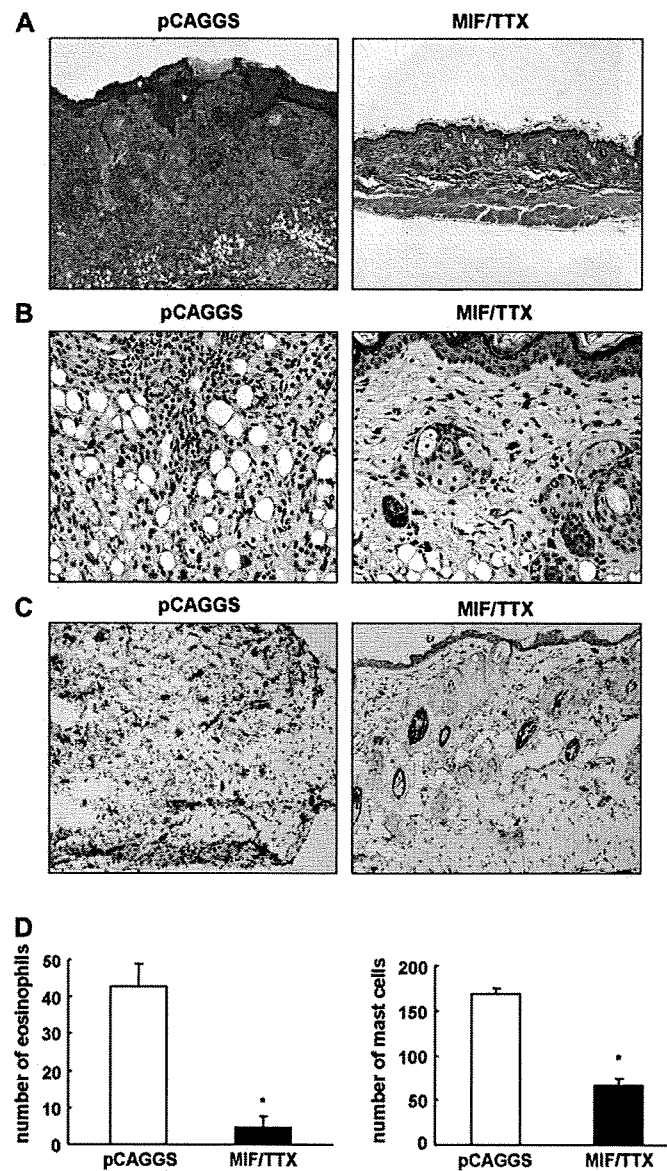 A
pCAGGS MIF/TTX
B
pCAGGS MIF/TTX
C
pCAGGS MIF/TTX
D
number of eosinophils
50
40
30
20
10
0
*
pCAGGS MIF/TTX
number of mast cells
200
150
100
50
0
*
pCAGGS MIF/TTX